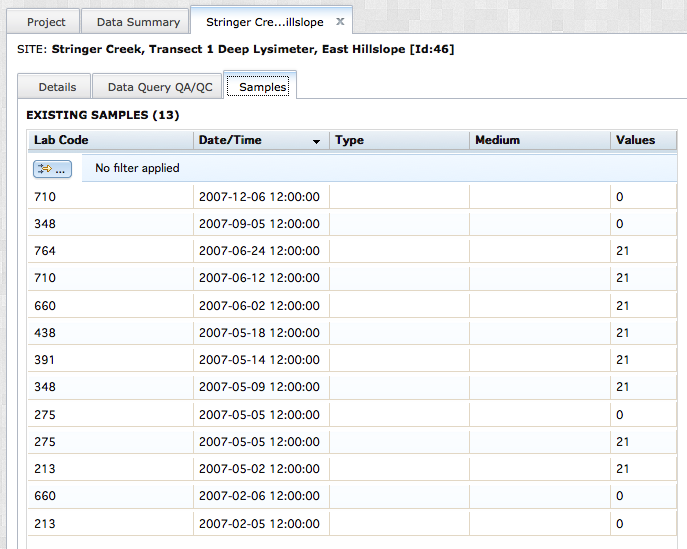 Project Data Summary Stringer Cre...illslope X
SITE: Stringer Creek, Transect 1 Deep Lysimeter, East Hillslope [Id:46]
Details Data Query QA/QC Samples
EXISTING SAMPLES (13)
Lab Code Date/Time Type Medium Values
... No filter applied
710 2007-12-06 12:00:00 0
348 2007-09-05 12:00:00 0
764 2007-06-24 12:00:00 21
710 2007-06-12 12:00:00 21
660 2007-06-02 12:00:00 21
438 2007-05-18 12:00:00 21
391 2007-05-14 12:00:00 21
348 2007-05-09 12:00:00 21
275 2007-05-05 12:00:00 0
275 2007-05-05 12:00:00 21
213 2007-05-02 12:00:00 21
660 2007-02-06 12:00:00 0
213 2007-02-05 12:00:00 0